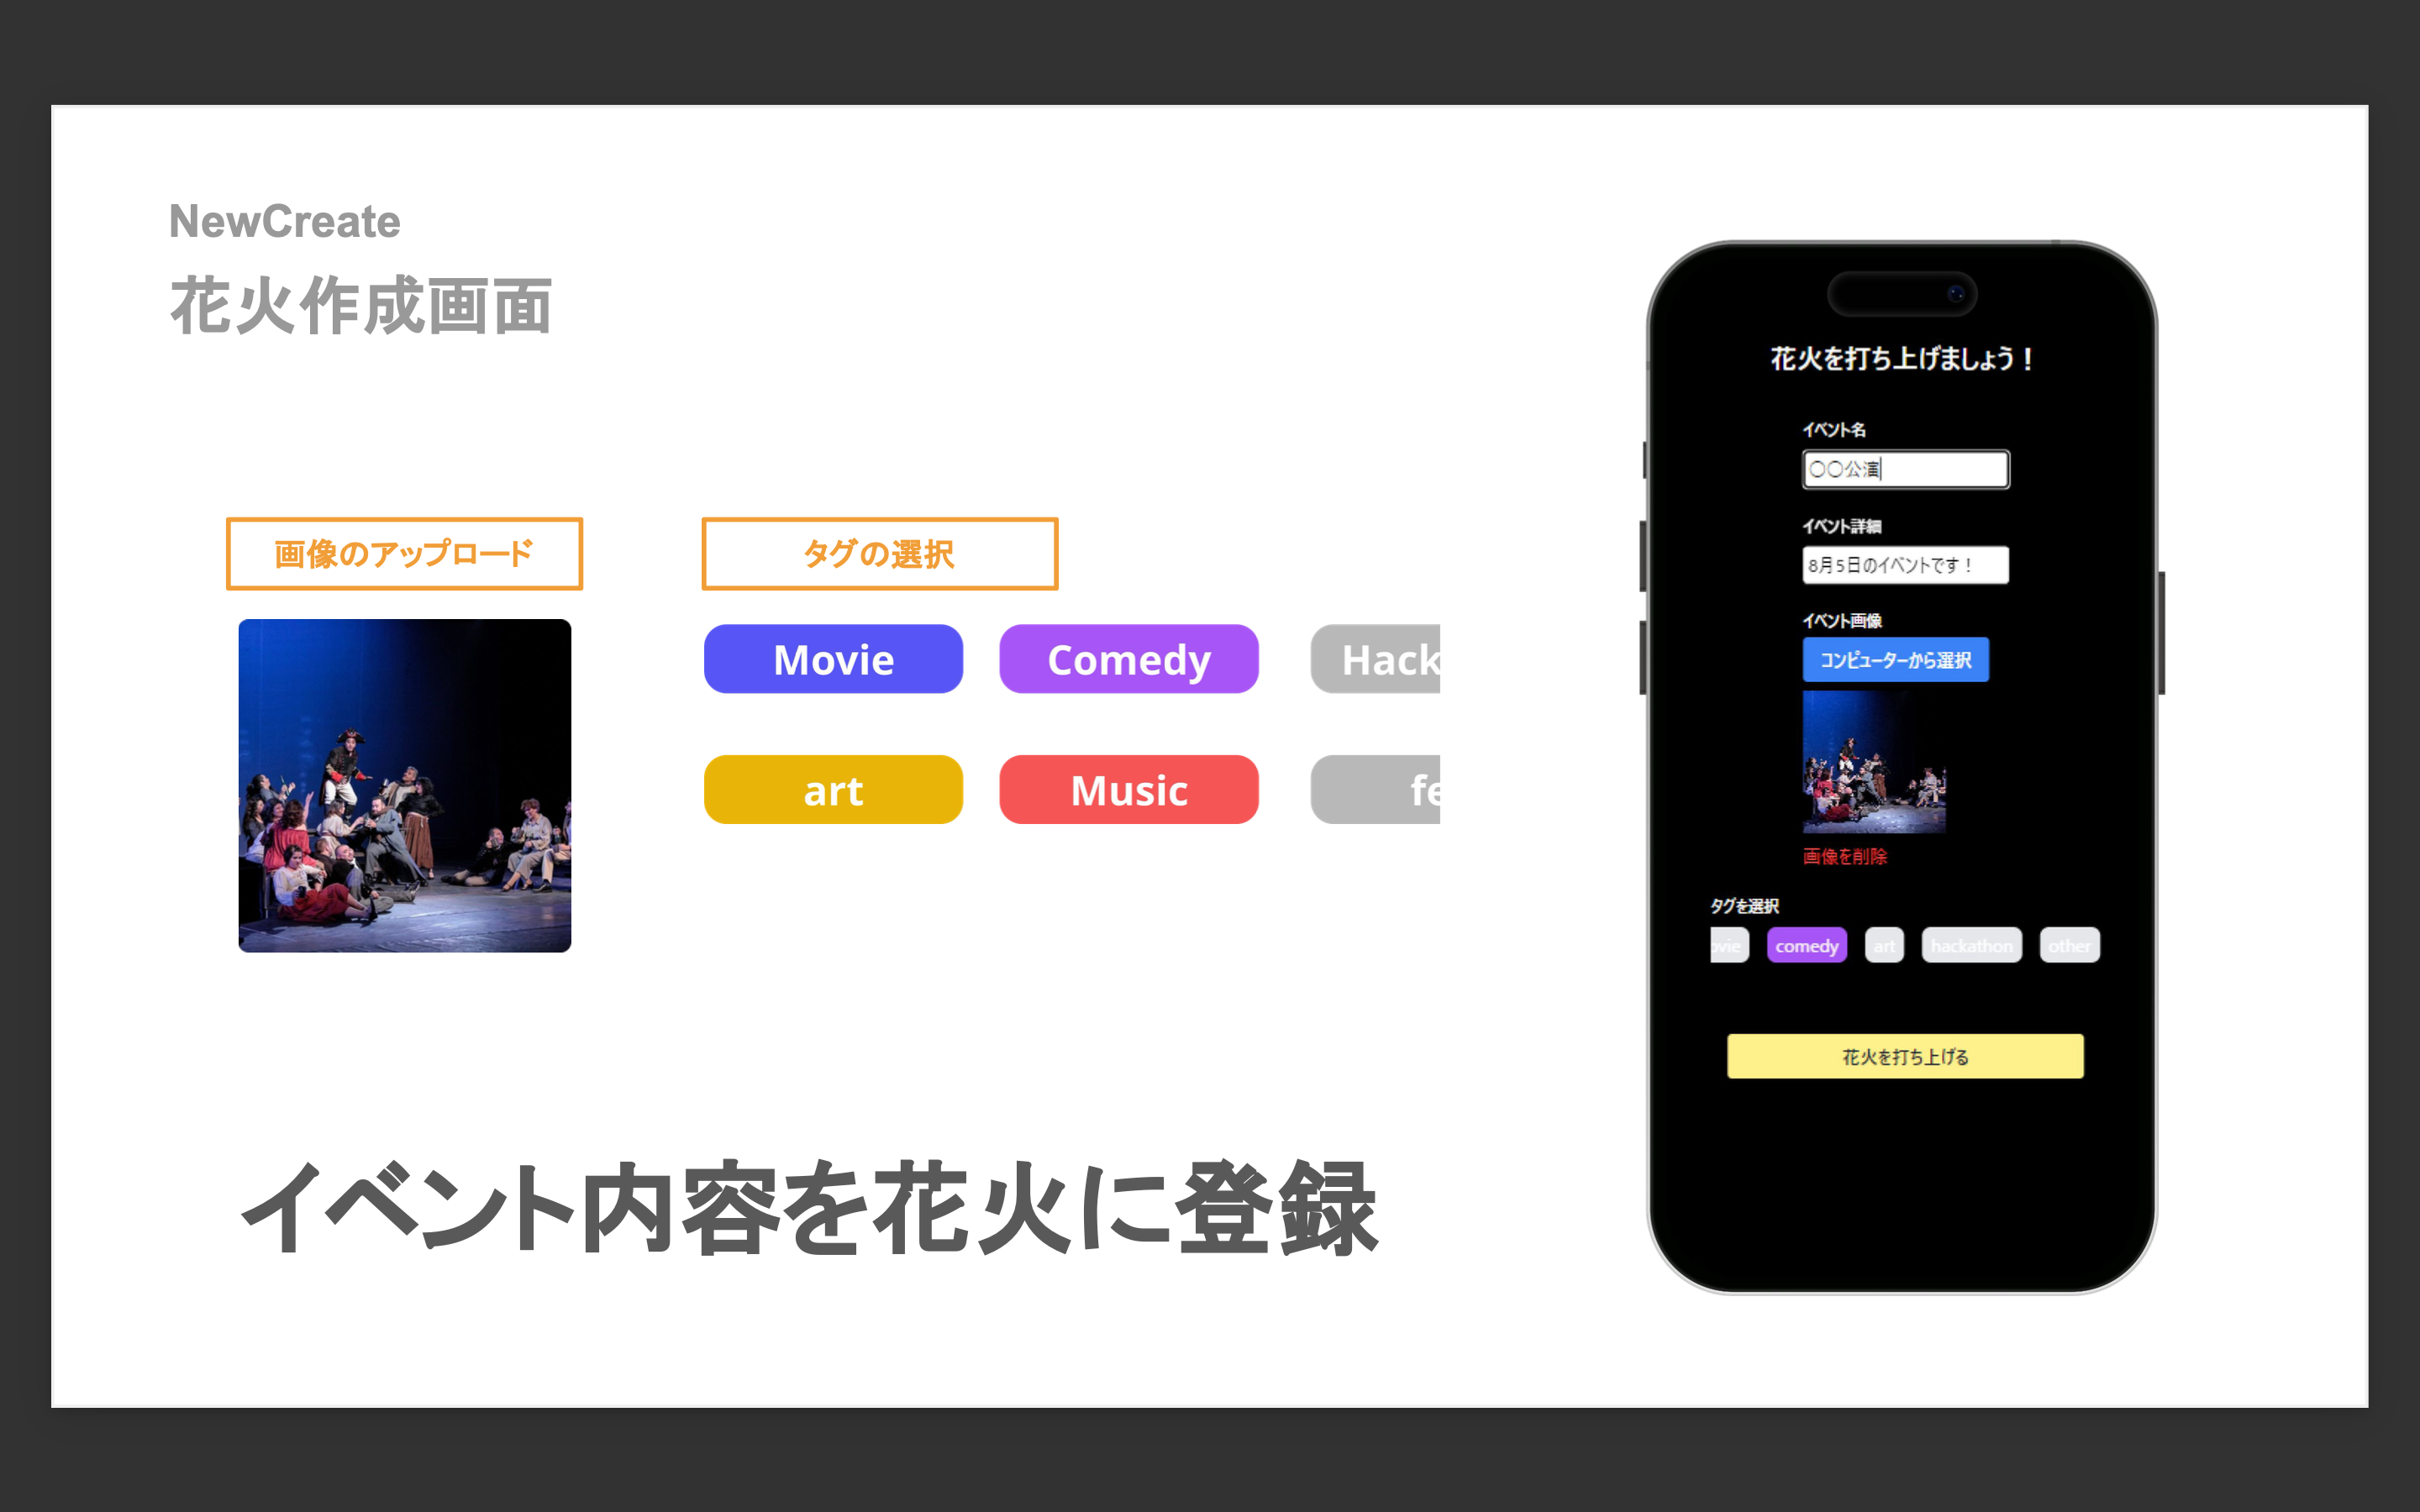 NewCreate
花火作成画面
画像のアップロード
タグの選択
Movie
Comedy
Hack
art
Music
fe
イベント内容を花火に登録
花火を打ち上げましょう！
イベント名
〇〇公演
イベント詳細
8月5日のイベントです！
イベント画像
コンピューターから選択
画像を削除
タグを選択
ovie comedy art hackathon other
花火を打ち上げる